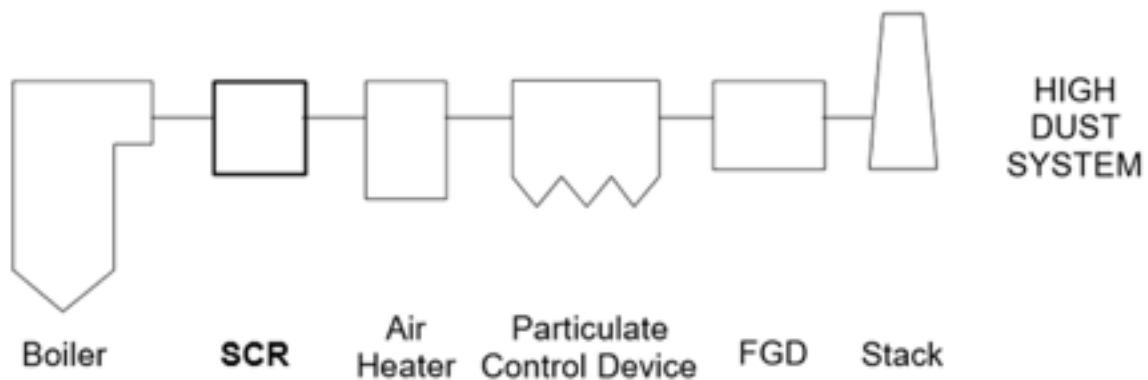 HIGH
DUST
SYSTEM
Boiler
SCR
Air
Heater
Particulate
Control Device
FGD
Stack